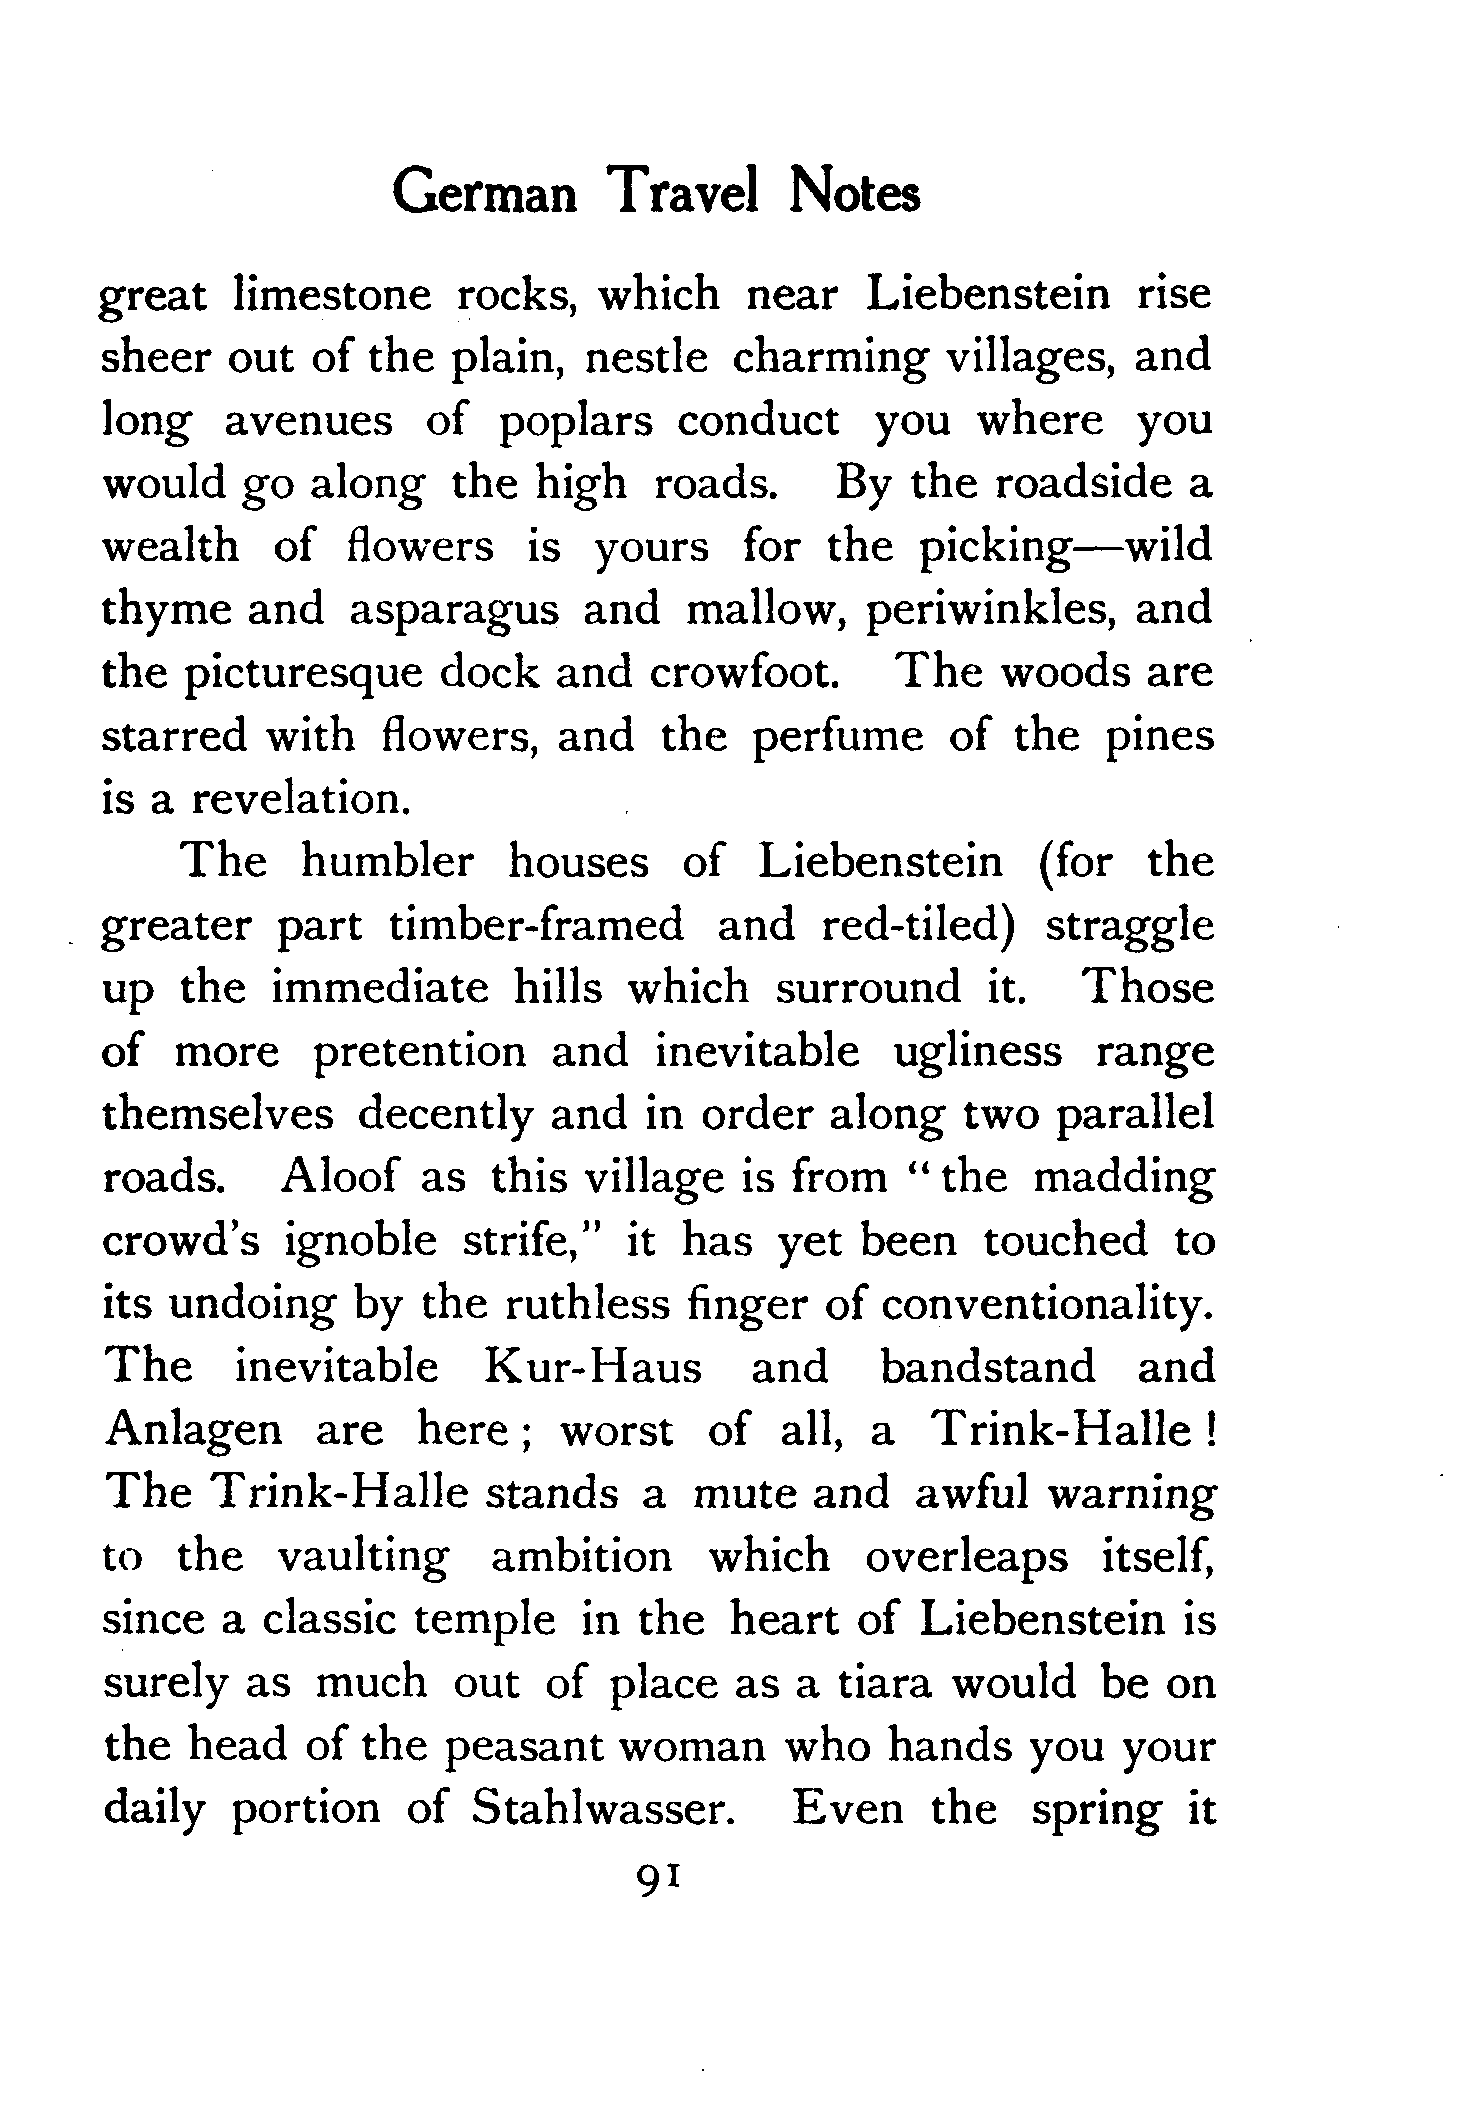 German Travel Notes
great limestone rocks, which near Liebenstein rise
sheer out of the plain, nestle charming villages, and
long avenues of poplars conduct you where you
would go along the high roads. By the roadside a
wealth of flowers is yours for the picking—wild
thyme and asparagus and mallow, periwinkles, and
the picturesque dock and crowfoot. The woods are
starred with flowers, and the perfume of the pines
is a revelation.
The humbler houses of Liebenstein (for the
greater part timber-framed and red-tiled) straggle
up the immediate hills which surround it. Those
of more pretention and inevitable ugliness range
themselves decently and in order along two parallel
roads. Aloof as this village is from “ the madding
crowd’s ignoble strife,” it has yet been touched to
its undoing by the ruthless finger of conventionality.
The inevitable Kur-Haus and bandstand and
Anlagen are here ; worst of all, a Trink-Halle !
The Trink-Halle stands a mute and awful warning
to the vaulting ambition which overleaps itself,
since a classic temple in the heart of Liebenstein is
surely as much out of place as a tiara would be on
the head of the peasant woman who hands you your
daily portion of Stahlwasser. Even the spring it
91